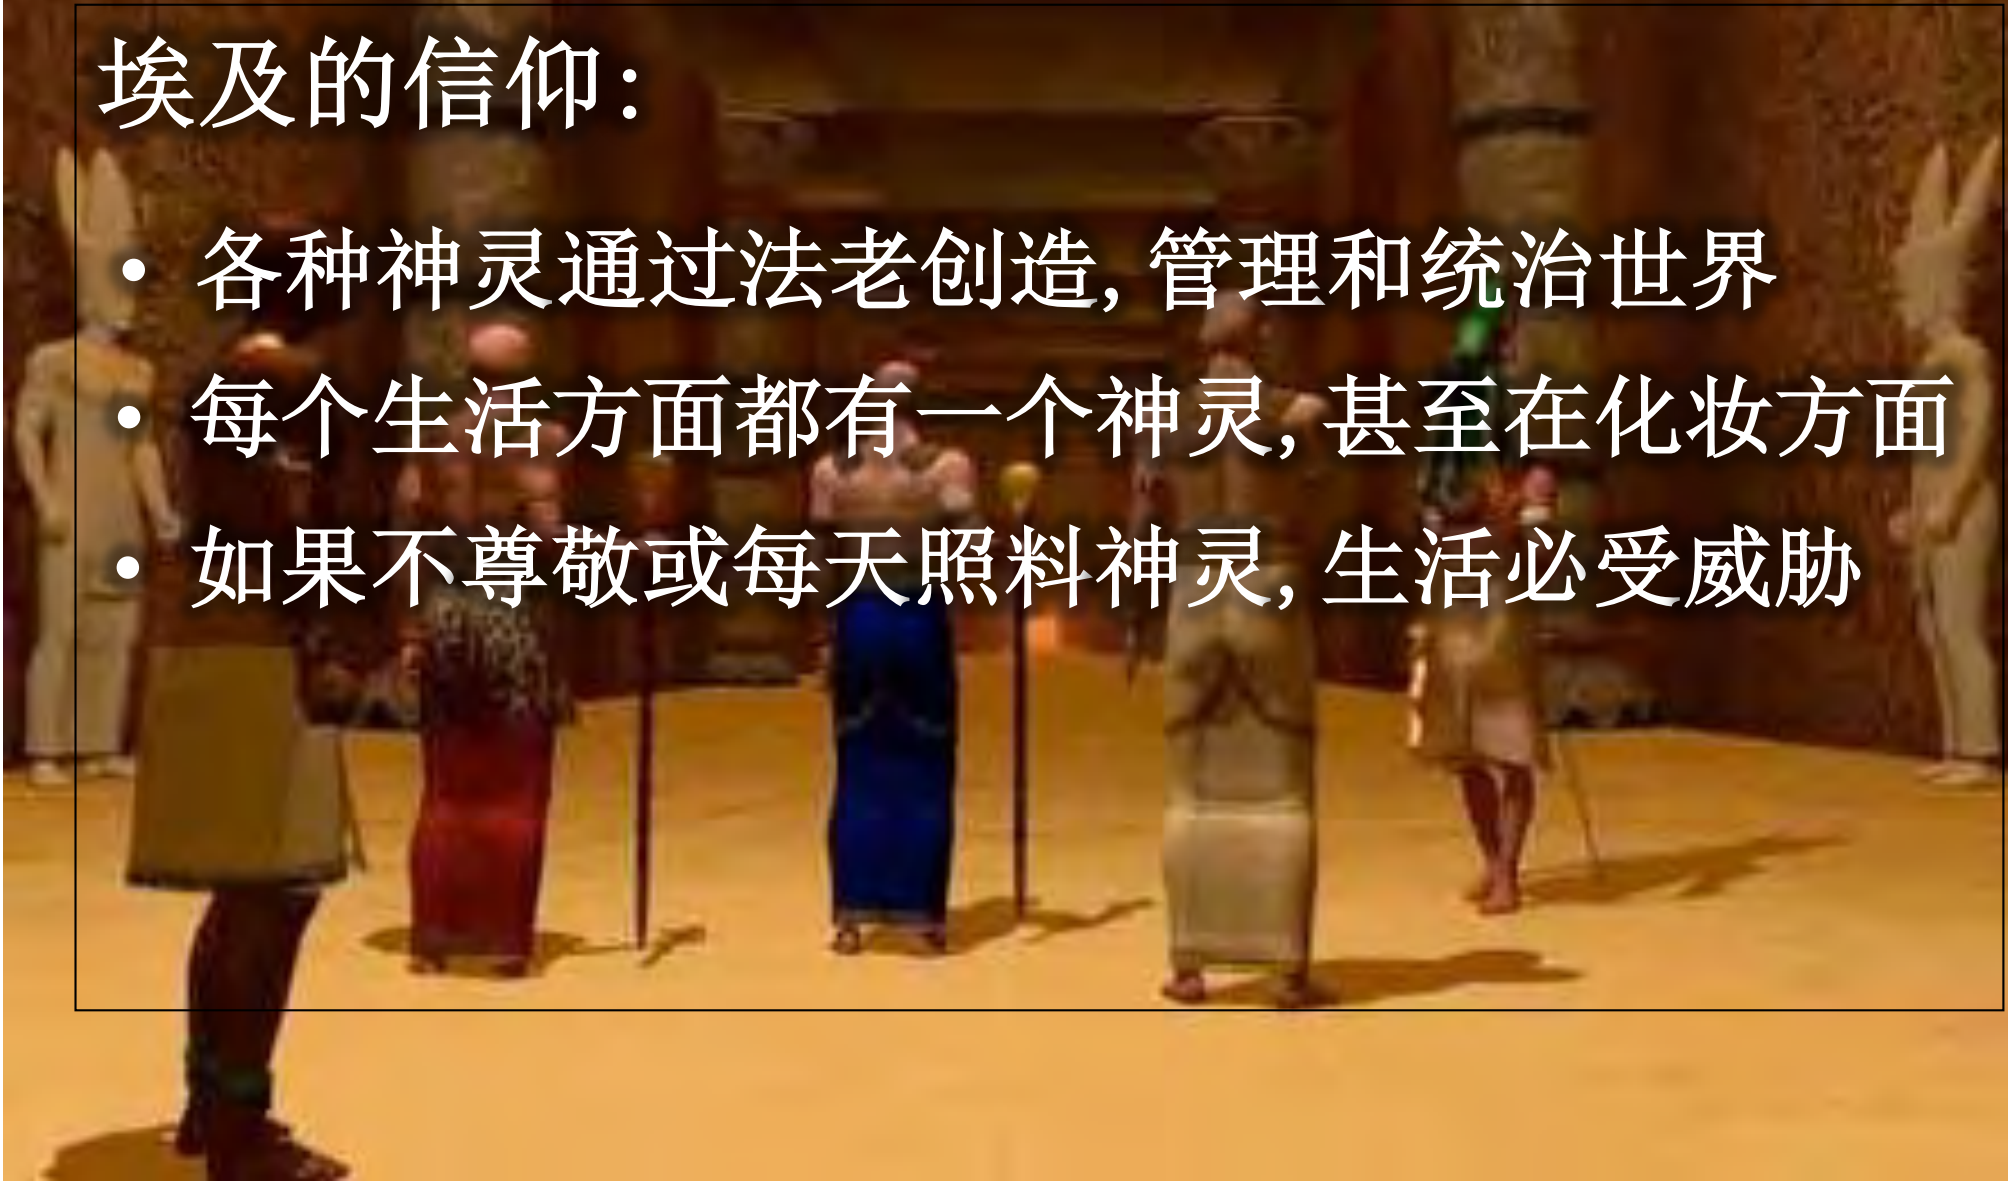 埃及的信仰:
• 各种神灵通过法老创造, 管理和统治世界
• 每个生活方面都有一个神灵, 甚至在化妆方面
• 如果不尊敬或每天照料神灵, 生活必受威胁